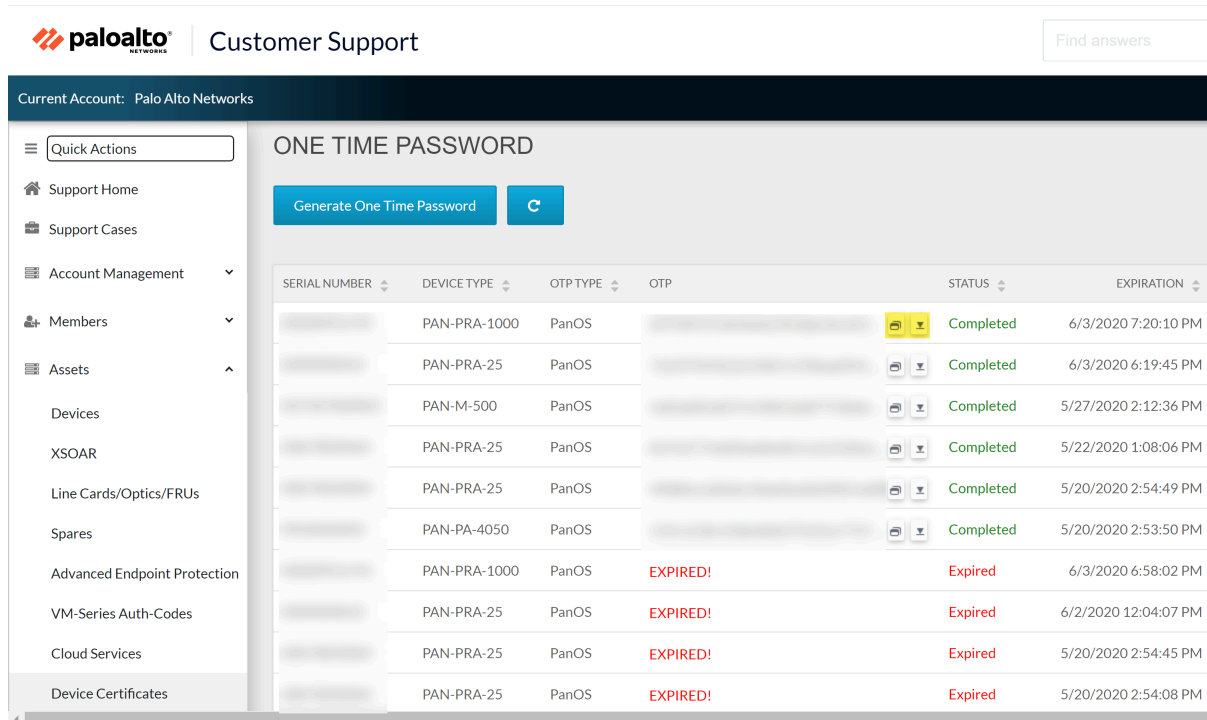 paloalto® NETWORKS Customer Support Find answers
Current Account: Palo Alto Networks
Quick Actions
Support Home
Support Cases
Account Management
Members
Assets
Devices
XSOAR
Line Cards/Optics/FRUs
Spares
Advanced Endpoint Protection
VM-Series Auth-Codes
Cloud Services
Device Certificates
ONE TIME PASSWORD
Generate One Time Password
SERIAL NUMBER DEVICE TYPE OTP TYPE OTP STATUS EXPIRATION
PAN-PRA-1000 PanOS Completed 6/3/2020 7:20:10 PM
PAN-PRA-25 PanOS Completed 6/3/2020 6:19:45 PM
PAN-M-500 PanOS Completed 5/27/2020 2:12:36 PM
PAN-PRA-25 PanOS Completed 5/22/2020 1:08:06 PM
PAN-PRA-25 PanOS Completed 5/20/2020 2:54:49 PM
PAN-PA-4050 PanOS Completed 5/20/2020 2:53:50 PM
PAN-PRA-1000 PanOS EXPIRED! Expired 6/3/2020 6:58:02 PM
PAN-PRA-25 PanOS EXPIRED! Expired 6/2/2020 12:04:07 PM
PAN-PRA-25 PanOS EXPIRED! Expired 5/20/2020 2:54:45 PM
PAN-PRA-25 PanOS EXPIRED! Expired 5/20/2020 2:54:08 PM